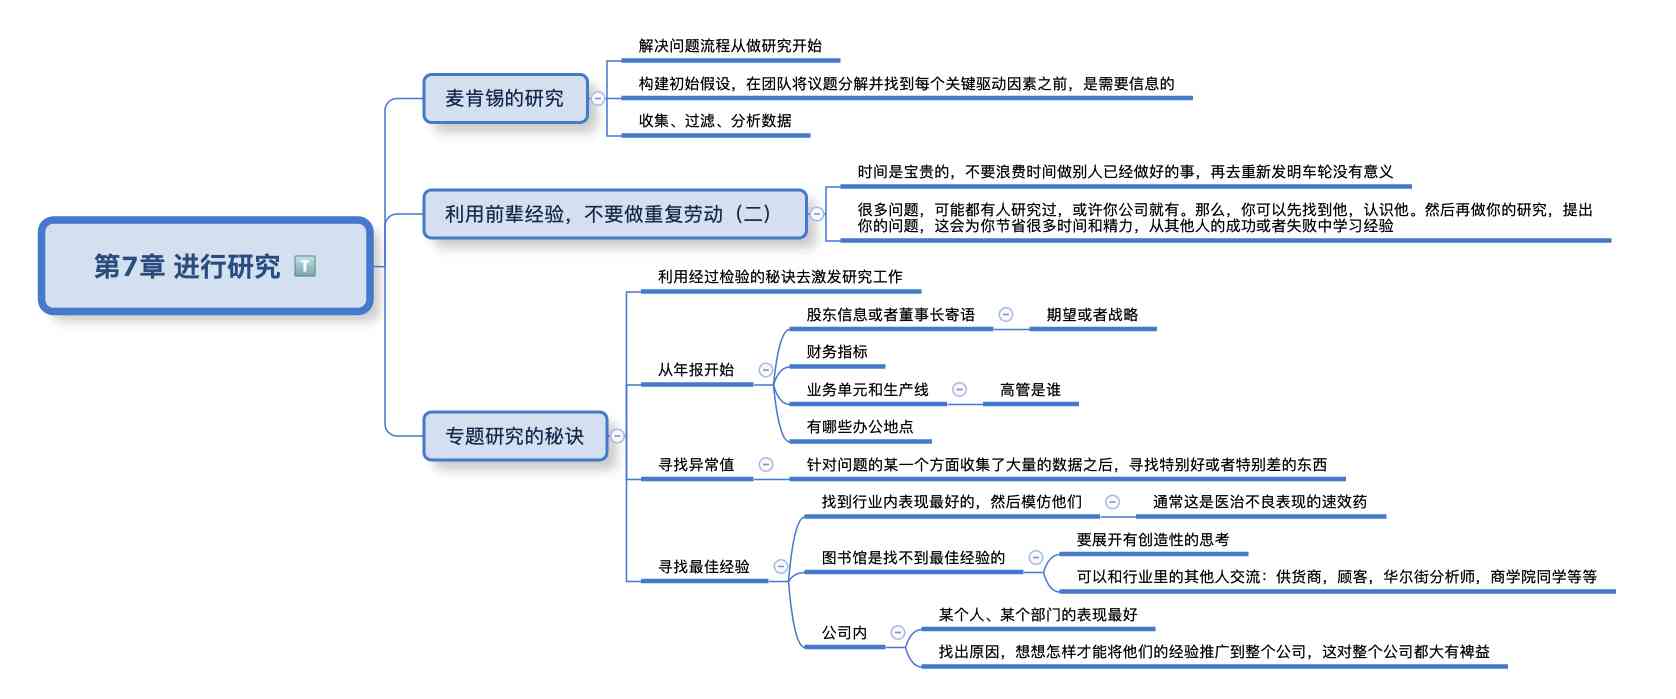 第7章 进行研究
麦肯锡的研究
解决问题流程从做研究开始
构建初始假设，在团队将议题分解并找到每个关键驱动因素之前，是需要信息的
收集、过滤、分析数据
利用前辈经验，不要做重复劳动（二）
时间是宝贵的，不要浪费时间做别人已经做好的事，再去重新发明车轮没有意义
很多问题，可能都有人研究过，或许你公司就有。那么，你可以先找到他，认识他。然后再做你的研究，提出
你的问题，这会为你节省很多时间和精力，从其他人的成功或者失败中学习经验
专题研究的秘诀
利用经过检验的秘诀去激发研究工作
从年报开始
股东信息或者董事长寄语
期望或者战略
财务指标
业务单元和生产线
高管是谁
有哪些办公地点
寻找异常值
针对问题的某一个方面收集了大量的数据之后，寻找特别好或者特别差的东西
寻找最佳经验
找到行业内表现最好的，然后模仿他们
通常这是医治不良表现的速效药
图书馆是找不到最佳经验的
要展开有创造性的思考
可以和行业里的其他人交流：供货商，顾客，华尔街分析师，商学院同学等等
公司内
某个人、某个部门的表现最好
找出原因，想想怎样才能将他们的经验推广到整个公司，这对整个公司都大有裨益